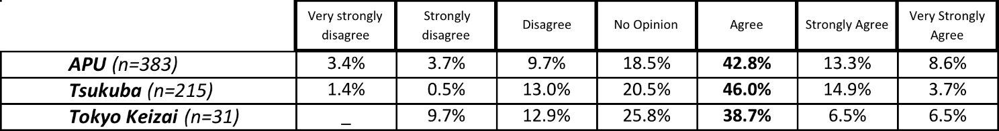 Very strongly disagree Strongly disagree Disagree No Opinion Agree Strongly Agree Very Strongly Agree
APU (n=383) 3.4% 3.7% 9.7% 18.5% 42.8% 13.3% 8.6%
Tsukuba (n=215) 1.4% 0.5% 13.0% 20.5% 46.0% 14.9% 3.7%
Tokyo Keizai (n=31) _ 9.7% 12.9% 25.8% 38.7% 6.5% 6.5%